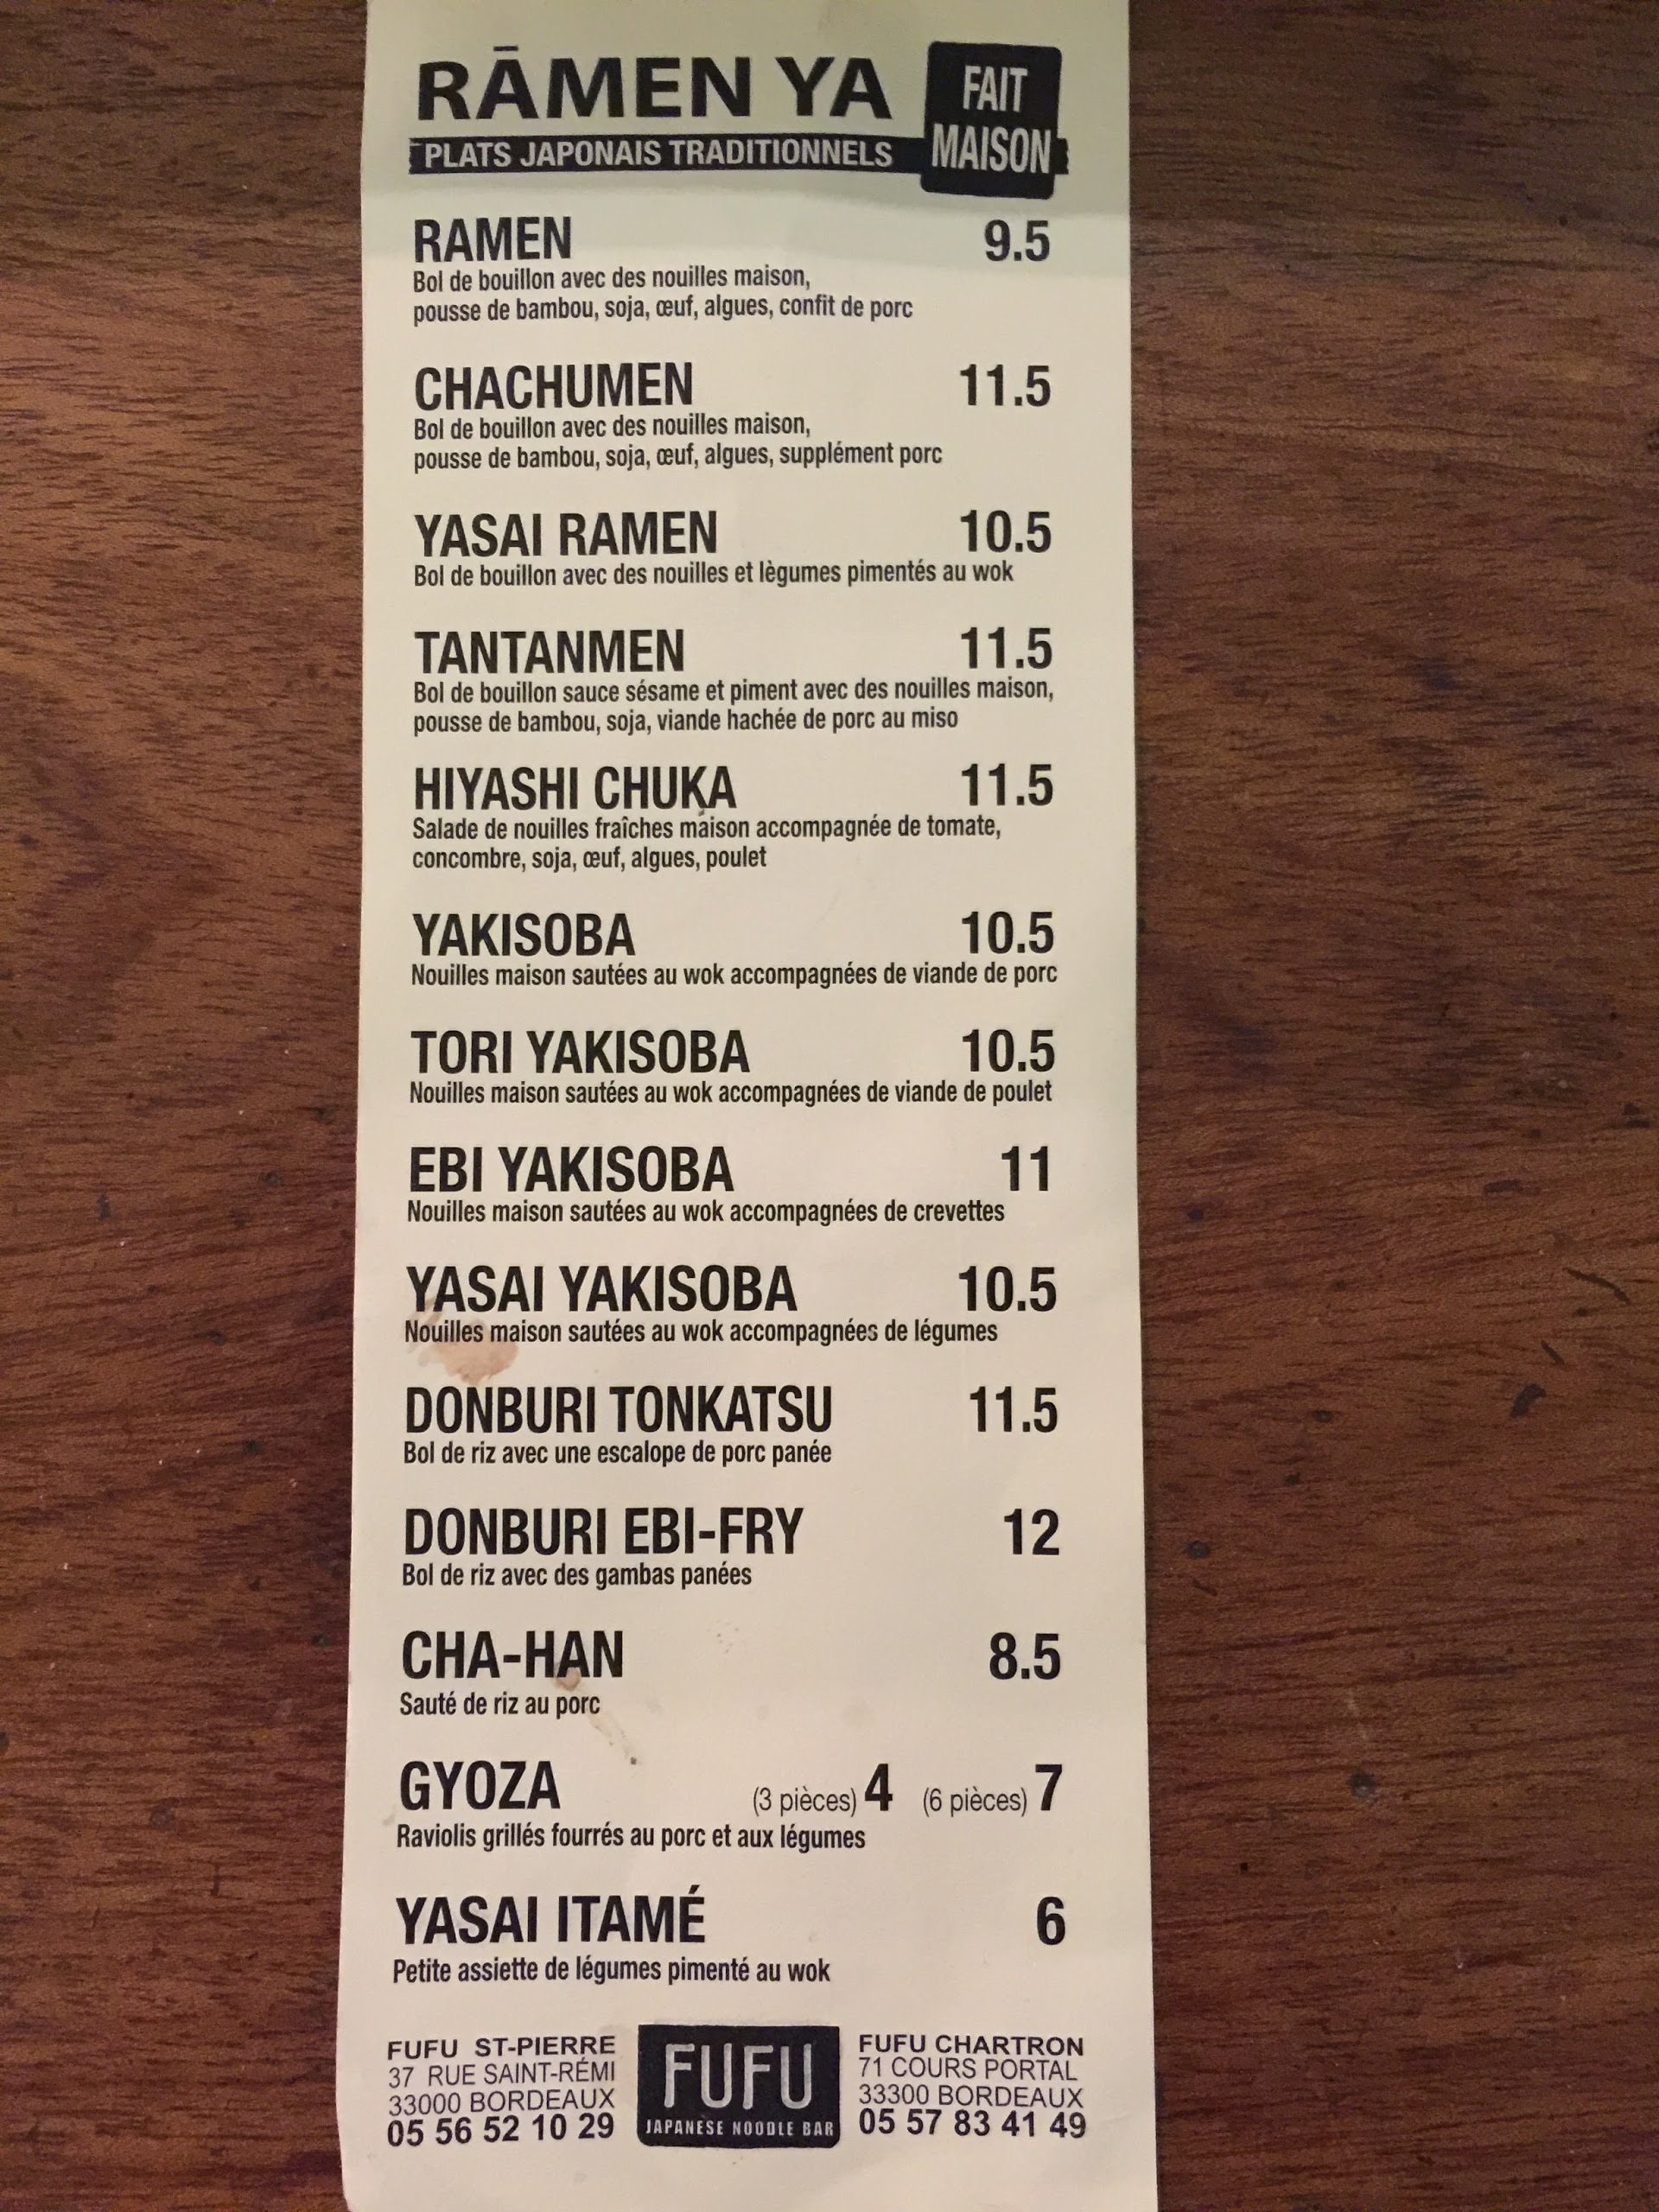 RĀMEN YA
FAIT
MAISON
PLATS JAPONAIS TRADITIONNELS
RAMEN 9.5
Bol de bouillon avec des nouilles maison,
pousse de bambou, soja, œuf, algues, confit de porc
CHACHUMEN 11.5
Bol de bouillon avec des nouilles maison,
pousse de bambou, soja, œuf, algues, supplément porc
YASAI RAMEN 10.5
Bol de bouillon avec des nouilles et lègumes pimentés au wok
TANTANMEN 11.5
Bol de bouillon sauce sésame et piment avec des nouilles maison,
pousse de bambou, soja, viande hachée de porc au miso
HIYASHI CHUKA 11.5
Salade de nouilles fraîches maison accompagnée de tomate,
concombre, soja, œuf, algues, poulet
YAKISOBA 10.5
Nouilles maison sautées au wok accompagnées de viande de porc
TORI YAKISOBA 10.5
Nouilles maison sautées au wok accompagnées de viande de poulet
EBI YAKISOBA 11
Nouilles maison sautées au wok accompagnées de crevettes
YASAI YAKISOBA 10.5
Nouilles maison sautées au wok accompagnées de légumes
DONBURI TONKATSU 11.5
Bol de riz avec une escalope de porc panée
DONBURI EBI-FRY 12
Bol de riz avec des gambas panées
CHA-HAN 8.5
Sauté de riz au porc
GYOZA (3 pièces) 4 (6 pièces) 7
Raviolis grillés fourrés au porc et aux légumes
YASAI ITAMÉ 6
Petite assiette de légumes pimenté au wok
FUFU ST-PIERRE
37 RUE SAINT-RÉMI
33000 BORDEAUX
05 56 52 10 29
FUFU
JAPANESE NOODLE BAR
FUFU CHARTRON
71 COURS PORTAL
33300 BORDEAUX
05 57 83 41 49